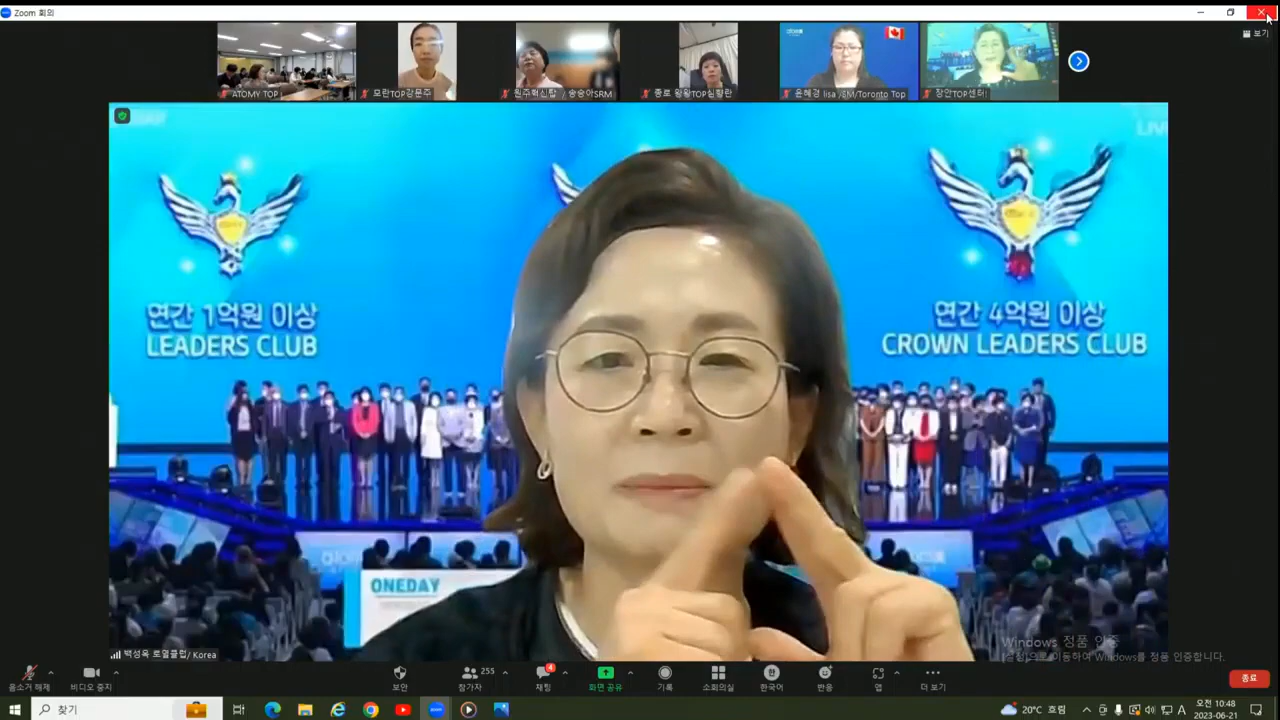 Zoom 회의
보기
ATOMY TOP
모란TOP강문주
원주혁신탑 / 송승아SRM
종로 왕왕TOP심향란
윤혜경 lisa /SM/Toronto Top
장안TOP센터!
LIV
연간 1억원 이상
LEADERS CLUB
연간 4억원 이상
CROWN LEADERS CLUB
ONEDAY
백성옥 로열클럽/ Korea
Windows 정품 인증
[설정]으로 이동하여 Windows를 정품 인증합니다.
음소거 해제
비디오 중지
보안
255
참가자
4
채팅
화면 공유
기록
소회의실
한국어
반응
앱
더 보기
종료
찾기
20°C 흐림
A
오전 10:48
2023-06-21